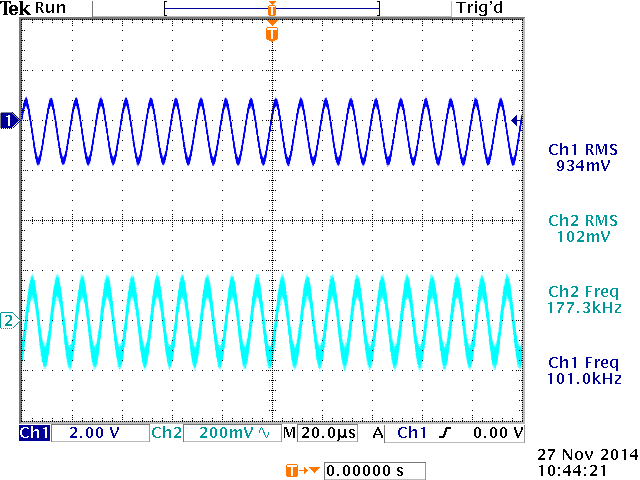 Tek Run Trig'd
T
T
1
Ch1 RMS
934mV
Ch2 RMS
102mV
Ch2 Freq
177.3kHz
2
Ch1 Freq
101.0kHz
Ch1 2.00 V Ch2 200mV∿ M 20.0µs A Ch1 ʃ 0.00 V
T→▼ 0.00000 s
27 Nov 2014
10:44:21